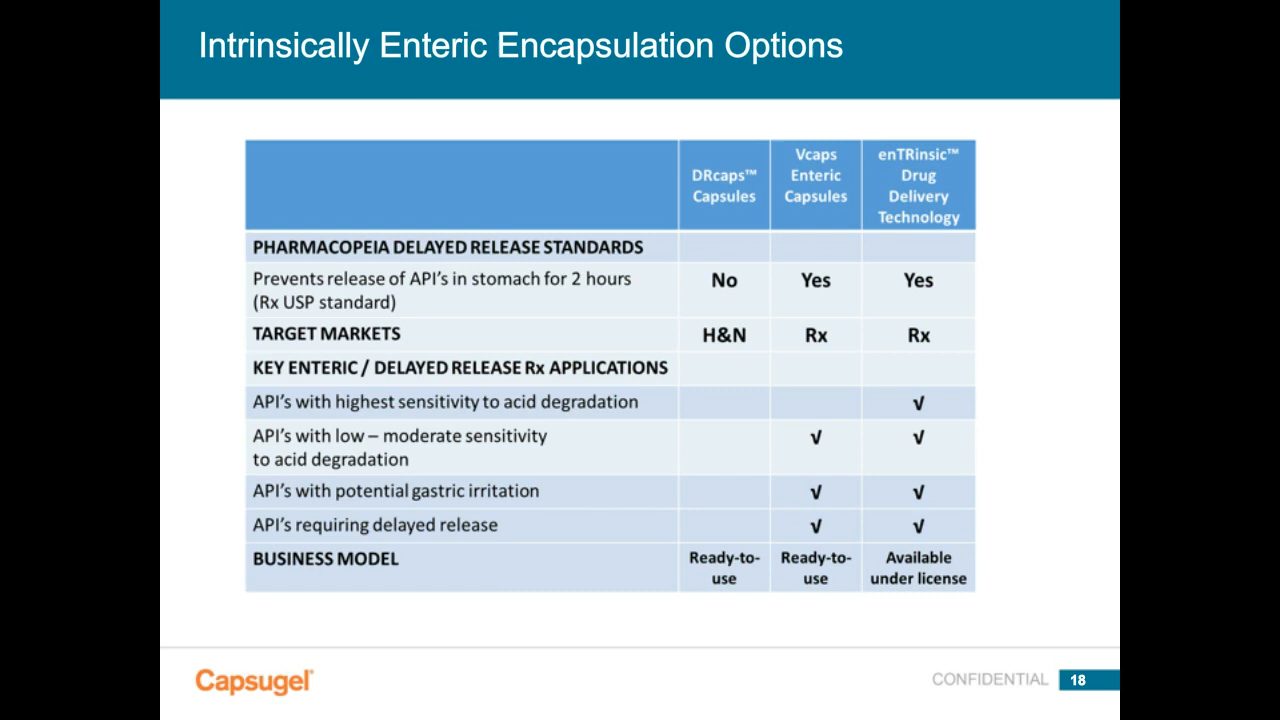 Intrinsically Enteric Encapsulation Options
DRcaps™
Capsules
Vcaps
Enteric
Capsules
enTRinsic™
Drug
Delivery
Technology
PHARMACOPEIA DELAYED RELEASE STANDARDS
Prevents release of API's in stomach for 2 hours
(Rx USP standard)
No
Yes
Yes
TARGET MARKETS
H&N
Rx
Rx
KEY ENTERIC / DELAYED RELEASE Rx APPLICATIONS
API's with highest sensitivity to acid degradation
√
API's with low – moderate sensitivity
to acid degradation
√
√
API's with potential gastric irritation
√
√
API's requiring delayed release
√
√
BUSINESS MODEL
Ready-to-
use
Ready-to-
use
Available
under license
Capsugel®
CONFIDENTIAL
18